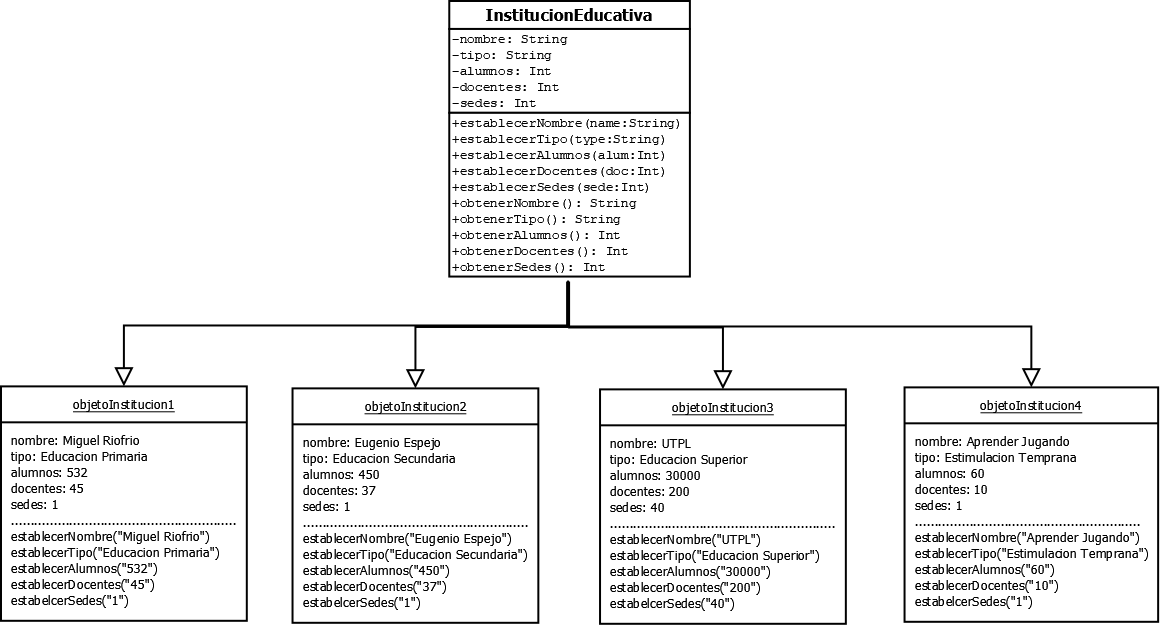 InstitucionEducativa
-nombre: String
-tipo: String
-alumnos: Int
-docentes: Int
-sedes: Int
+establecerNombre(name:String)
+establecerTipo(type:String)
+establecerAlumnos(alum:Int)
+establecerDocentes(doc:Int)
+establecerSedes(sede:Int)
+obtenerNombre(): String
+obtenerTipo(): String
+obtenerAlumnos(): Int
+obtenerDocentes(): Int
+obtenerSedes(): Int
objetoInstitucion1
nombre: Miguel Riofrio
tipo: Educacion Primaria
alumnos: 532
docentes: 45
sedes: 1
establecerNombre("Miguel Riofrio")
establecerTipo("Educacion Primaria")
establecerAlumnos("532")
establecerDocentes("45")
estabelcerSedes("1")
objetoInstitucion2
nombre: Eugenio Espejo
tipo: Educacion Secundaria
alumnos: 450
docentes: 37
sedes: 1
establecerNombre("Eugenio Espejo")
establecerTipo("Educacion Secundaria")
establecerAlumnos("450")
establecerDocentes("37")
estabelcerSedes("1")
objetoInstitucion3
nombre: UTPL
tipo: Educacion Superior
alumnos: 30000
docentes: 200
sedes: 40
establecerNombre("UTPL")
establecerTipo("Educacion Superior")
establecerAlumnos("30000")
establecerDocentes("200")
estabelcerSedes("40")
objetoInstitucion4
nombre: Aprender Jugando
tipo: Estimulacion Temprana
alumnos: 60
docentes: 10
sedes: 1
establecerNombre("Aprender Jugando")
establecerTipo("Estimulacion Temprana")
establecerAlumnos("60")
establecerDocentes("10")
estabelcerSedes("1")